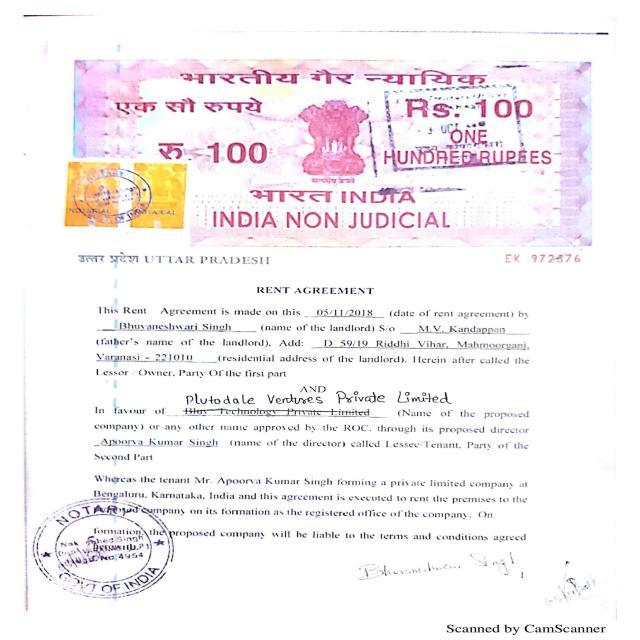 भारतीय गैर न्यायिक
एक सौ रुपये
Rs. 100
रु. 100
ONE
HUNDRED RUPEES
सत्यमेव जयते
भारत INDIA
INDIA NON JUDICIAL
उत्तर प्रदेश UTTAR PRADESH
EK 972376
RENT AGREEMENT
This Rent Agreement is made on this 05/11/2018 (date of rent agreement) by
Bhuvaneshwari Singh (name of the landlord) S/o M.V. Kandappan
(father's name of the landlord), Add: D 59/19 Riddhi Vihar, Mahmoorganj,
Varanasi - 221010 (residential address of the landlord). Herein after called the
Lessor / Owner, Party Of the first part
AND
Plutodale Ventures Private Limited
In favour of Bluy Technology Private Limited (Name of the proposed
company) or any other name approved by the ROC, through its proposed director
Apoorva Kumar Singh (name of the director) called Lessee/Tenant, Party of the
Second Part
Whereas the tenant Mr. Apoorva Kumar Singh forming a private limited company at
Bengaluru, Karnataka, India and this agreement is executed to rent the premises to the
company on its formation as the registered office of the company. On
formation, the proposed company will be liable to the terms and conditions agreed
NOTARY
Singh
No. 4954
GOVT OF INDIA
Bhuvaneshwari Singh
Scanned by CamScanner